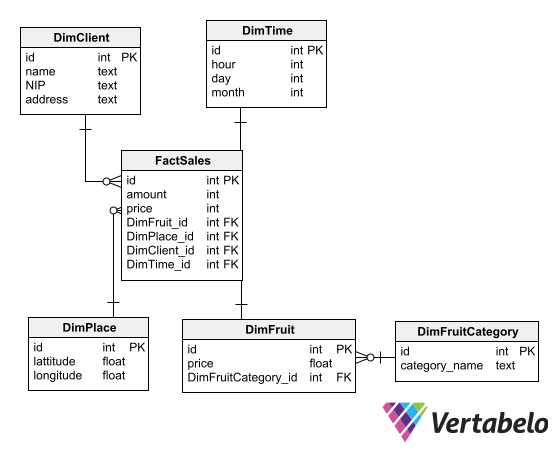 DimClient
id int PK
name text
NIP text
address text
DimTime
id int PK
hour int
day int
month int
FactSales
id int PK
amount int
price int
DimFruit_id int FK
DimPlace_id int FK
DimClient_id int FK
DimTime_id int FK
DimPlace
id int PK
lattitude float
longitude float
DimFruit
id int PK
price float
DimFruitCategory_id int FK
DimFruitCategory
id int PK
category_name text
Vertabelo